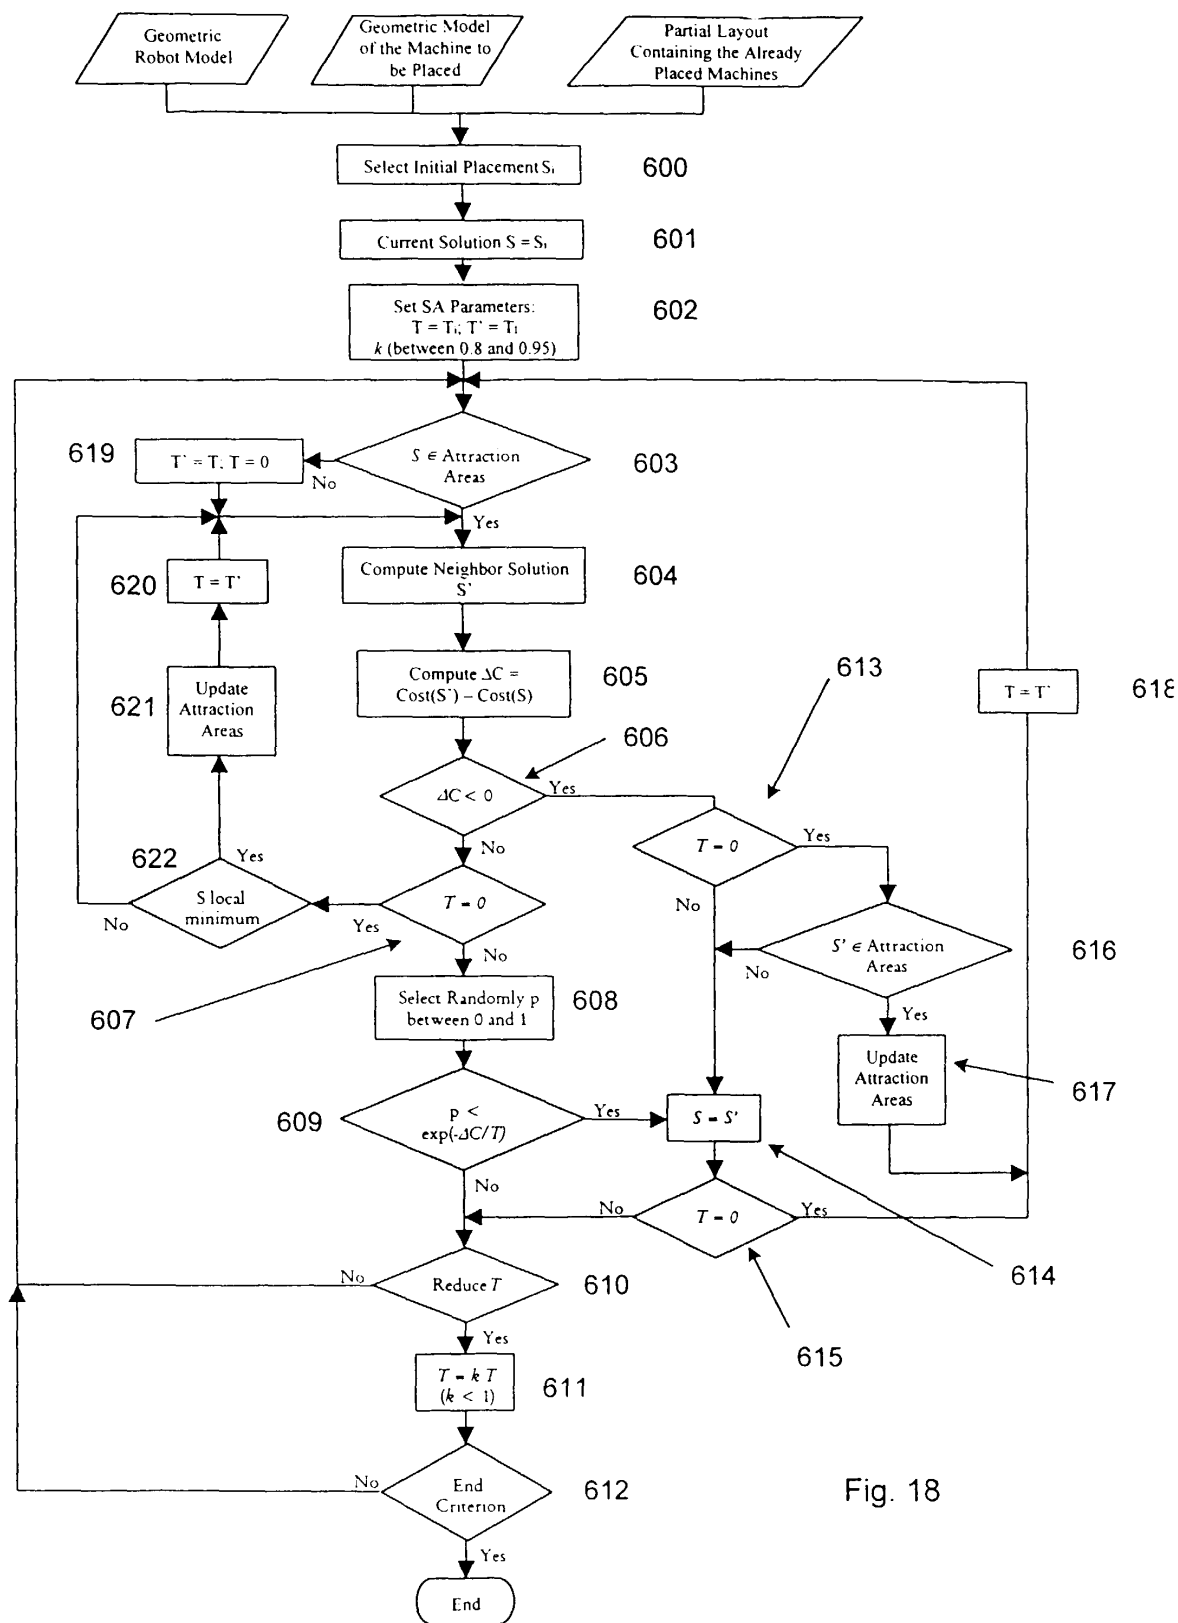 Geometric
Robot Model
Geometric Model
of the Machine to
be Placed
Partial Layout
Containing the Already
Placed Machines
Select Initial Placement Sᵢ
600
Current Solution S = Sᵢ
601
Set SA Parameters:
T = Tᵢ; T' = Tᵢ
k (between 0.8 and 0.95)
602
619
T' = T; T = 0
No
S ∈ Attraction
Areas
603
Yes
620
T = T'
Compute Neighbor Solution
S'
604
621
Update
Attraction
Areas
Compute ΔC =
Cost(S') – Cost(S)
605
613
T = T'
618
606
ΔC < 0
Yes
No
T = 0
Yes
No
622
Yes
S local
minimum
No
T = 0
Yes
No
S' ∈ Attraction
Areas
No
616
Yes
607
Select Randomly p
between 0 and 1
608
Update
Attraction
Areas
617
609
p <
exp(-ΔC/T)
Yes
S = S'
No
No
T = 0
Yes
No
Reduce T
610
614
Yes
615
T = k T
(k < 1)
611
No
End
Criterion
612
Fig. 18
Yes
End